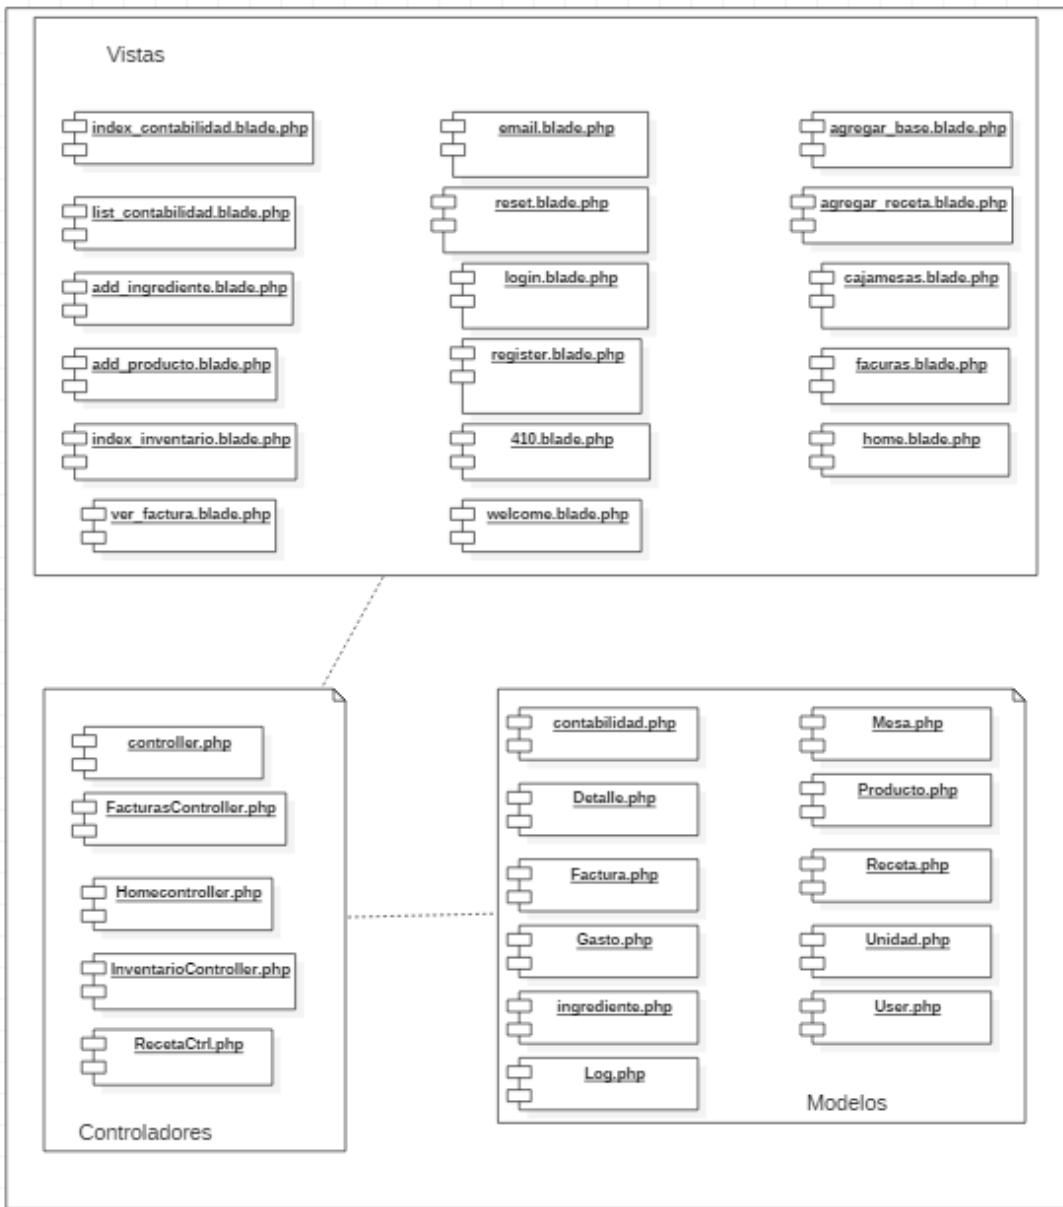 Vistas
index_contabilidad.blade.php
list_contabilidad.blade.php
add_ingrediente.blade.php
add_producto.blade.php
index_inventario.blade.php
ver_factura.blade.php
email.blade.php
reset.blade.php
login.blade.php
register.blade.php
410.blade.php
welcome.blade.php
agregar_base.blade.php
agregar_receta.blade.php
cajamesas.blade.php
facuras.blade.php
home.blade.php
controller.php
FacturasController.php
Homecontroller.php
InventarioController.php
RecetaCtrl.php
Controladores
contabilidad.php
Detalle.php
Factura.php
Gasto.php
ingrediente.php
Log.php
Mesa.php
Producto.php
Receta.php
Unidad.php
User.php
Modelos